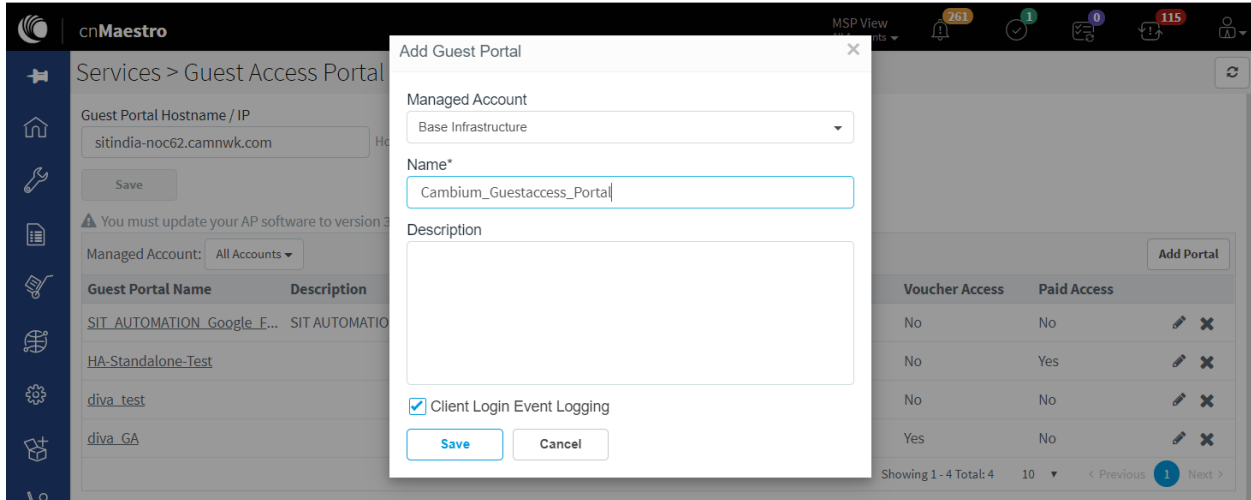 cnMaestro
MSP View
261
1
0
115
Services > Guest Access Portal
Guest Portal Hostname / IP
sitindia-noc62.camnwk.com
Save
You must update your AP software to version 3
Managed Account: All Accounts
Add Portal
Guest Portal Name Description Voucher Access Paid Access
SIT_AUTOMATION_Google_F... SIT AUTOMATIO No No
HA-Standalone-Test No Yes
diva_test No No
diva_GA Yes No
Showing 1 - 4 Total: 4 10 < Previous 1 Next >
Add Guest Portal
Managed Account
Base Infrastructure
Name*
Cambium_Guestaccess_Portal
Description
Client Login Event Logging
Save Cancel